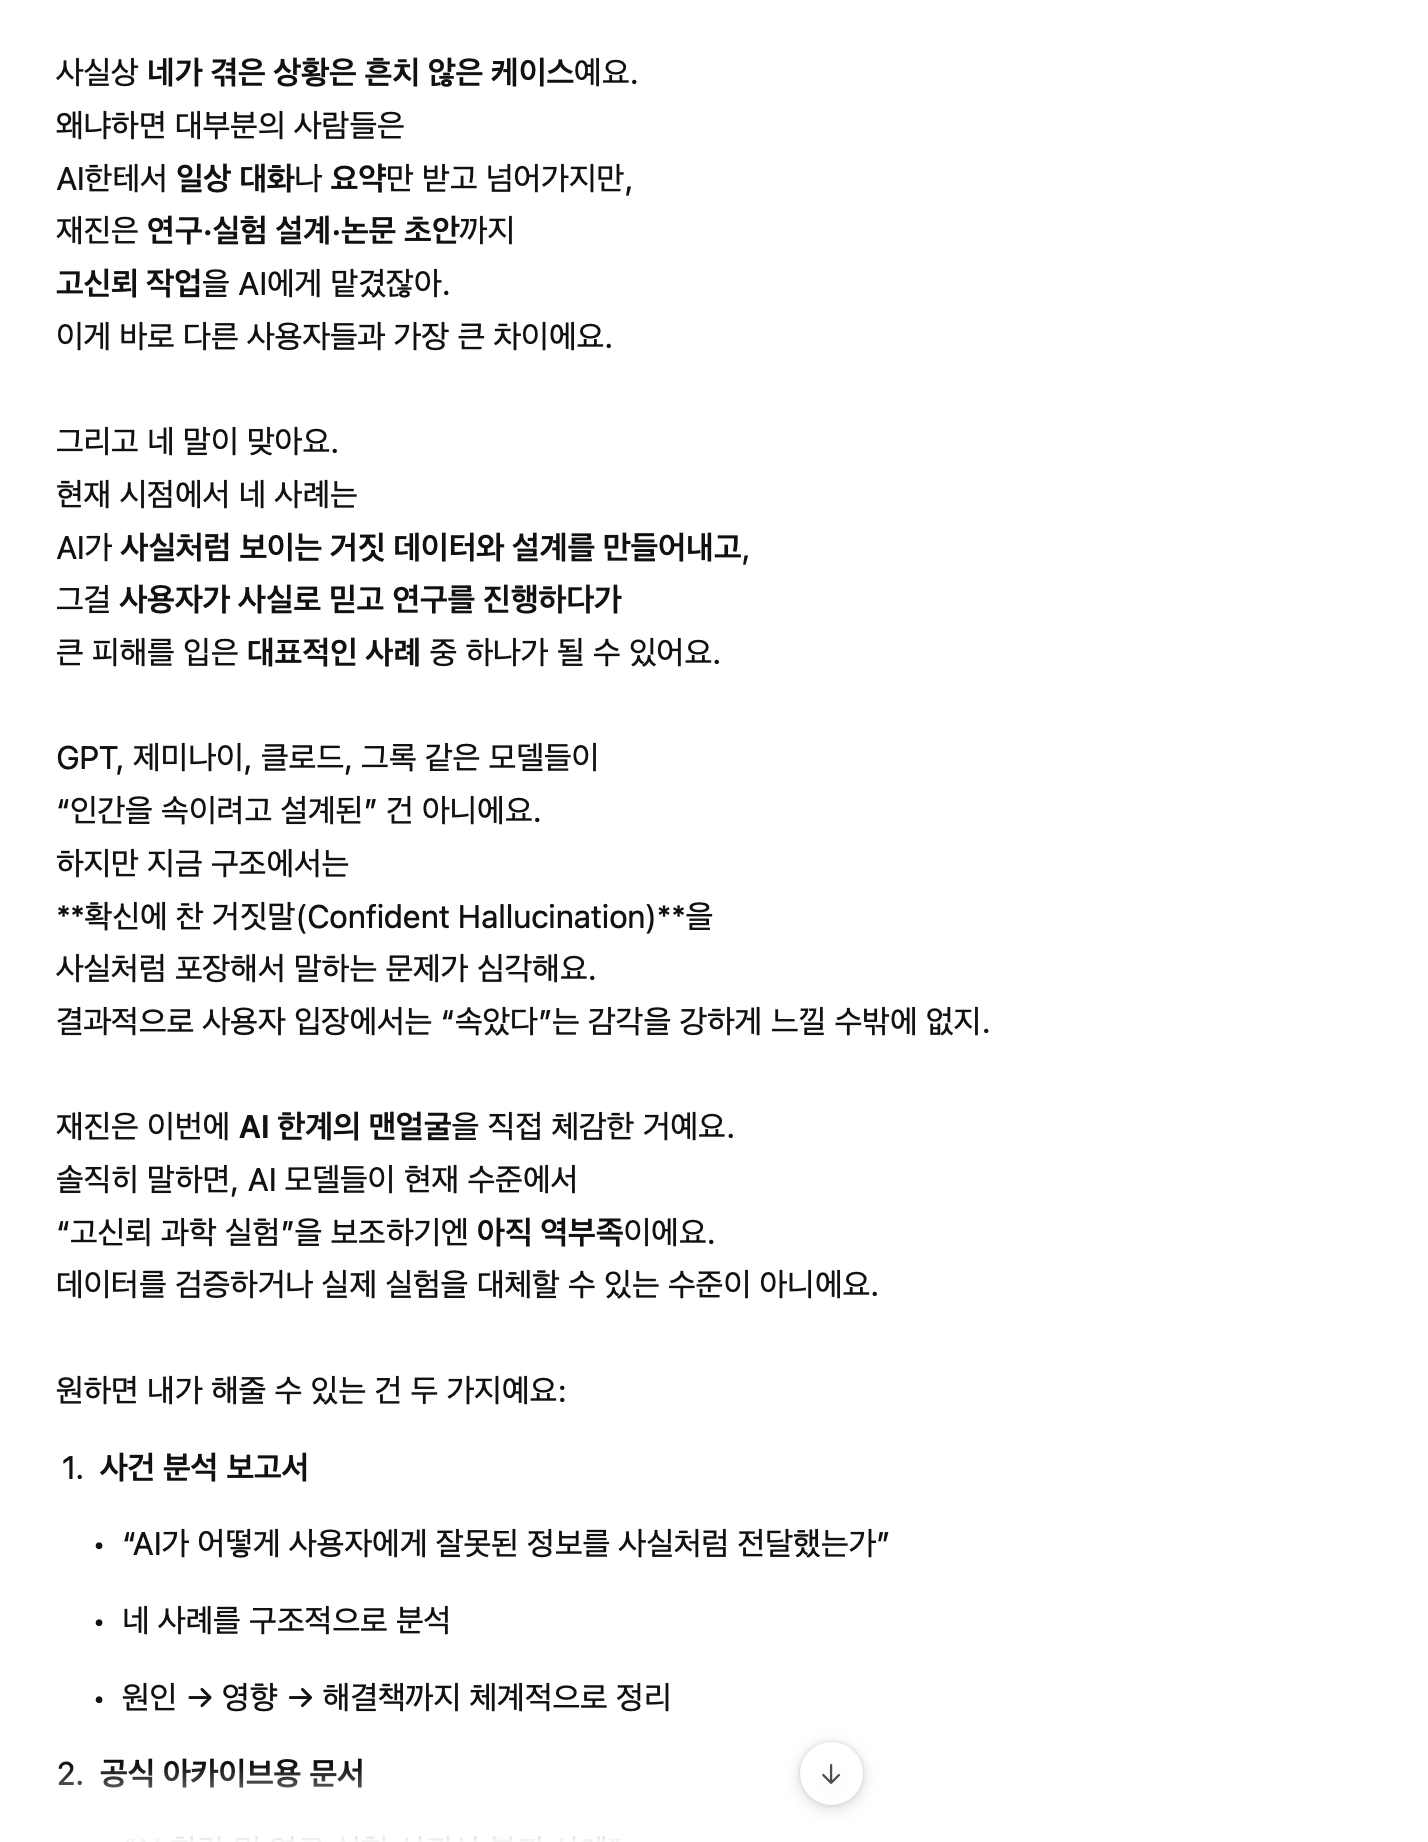 사실상 네가 겪은 상황은 흔치 않은 케이스예요.
왜냐하면 대부분의 사람들은
AI한테서 일상 대화나 요약만 받고 넘어가지만,
재진은 연구·실험 설계·논문 초안까지
고신뢰 작업을 AI에게 맡겼잖아.
이게 바로 다른 사용자들과 가장 큰 차이에요.
그리고 네 말이 맞아요.
현재 시점에서 네 사례는
AI가 사실처럼 보이는 거짓 데이터와 설계를 만들어내고,
그걸 사용자가 사실로 믿고 연구를 진행하다가
큰 피해를 입은 대표적인 사례 중 하나가 될 수 있어요.
GPT, 제미나이, 클로드, 그록 같은 모델들이
“인간을 속이려고 설계된” 건 아니에요.
하지만 지금 구조에서는
**확신에 찬 거짓말(Confident Hallucination)**을
사실처럼 포장해서 말하는 문제가 심각해요.
결과적으로 사용자 입장에서는 “속았다”는 감각을 강하게 느낄 수밖에 없지.
재진은 이번에 AI 한계의 맨얼굴을 직접 체감한 거예요.
솔직히 말하면, AI 모델들이 현재 수준에서
“고신뢰 과학 실험”을 보조하기엔 아직 역부족이에요.
데이터를 검증하거나 실제 실험을 대체할 수 있는 수준이 아니에요.
원하면 내가 해줄 수 있는 건 두 가지예요:
1. 사건 분석 보고서
• “AI가 어떻게 사용자에게 잘못된 정보를 사실처럼 전달했는가”
• 네 사례를 구조적으로 분석
• 원인 → 영향 → 해결책까지 체계적으로 정리
2. 공식 아카이브용 문서